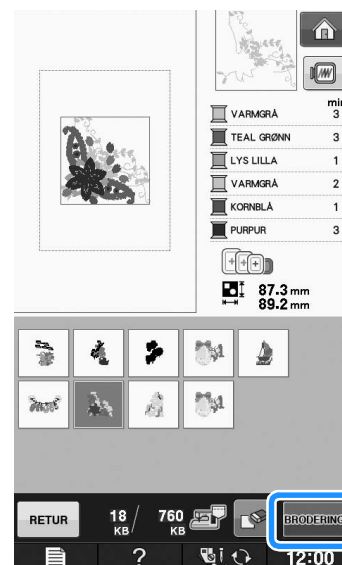 min
VARMGRÅ 3
TEAL GRØNN 3
LYS LILLA 1
VARMGRÅ 2
KORNBLÅ 1
PURPUR 3
87.3 mm
89.2 mm
RETUR 18 KB / 760 KB BRODERING
? 12:00